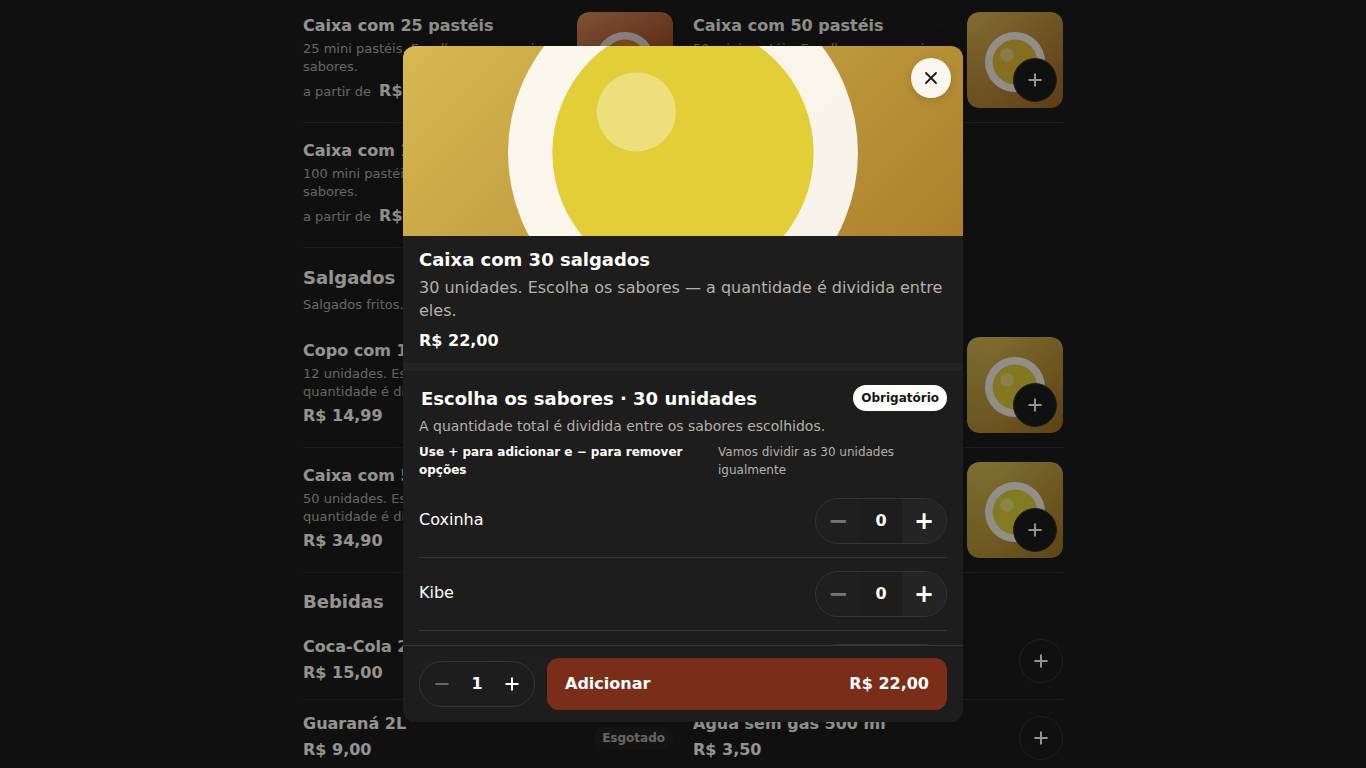 Caixa com 25 pastéis
25 mini pastéis.
sabores.
a partir de R$
Caixa com 50 pastéis
Caixa com
100 mini pastéi
sabores.
a partir de R$
Salgados
Salgados fritos.
Copo com 1
12 unidades. Es
quantidade é d
R$ 14,99
Caixa com
50 unidades. Es
quantidade é d
R$ 34,90
Bebidas
Coca-Cola 2
R$ 15,00
Guaraná 2L
R$ 9,00
Esgotado
Água sem gás 500 ml
R$ 3,50
Caixa com 30 salgados
30 unidades. Escolha os sabores — a quantidade é dividida entre
eles.
R$ 22,00
Escolha os sabores · 30 unidades
Obrigatório
A quantidade total é dividida entre os sabores escolhidos.
Use + para adicionar e − para remover
opções
Vamos dividir as 30 unidades
igualmente
Coxinha
− 0 +
Kibe
− 0 +
− 1 +
Adicionar R$ 22,00